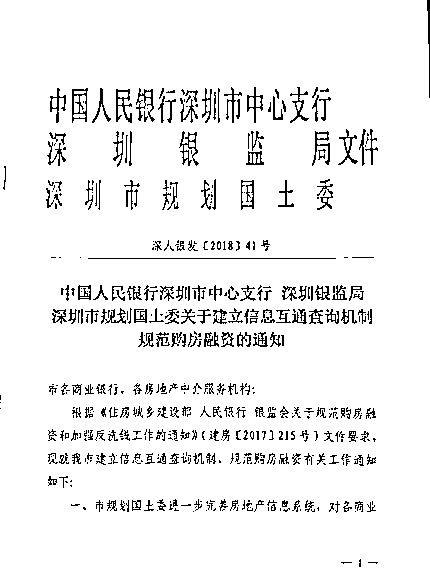 中国人民银行深圳市中心支行
深圳银监局文件
深圳市规划国土委
深人银发〔2018〕41号
中国人民银行深圳市中心支行 深圳银监局
深圳市规划国土委关于建立信息互通查询机制
规范购房融资的通知
市各商业银行、各房地产中介服务机构:
根据《住房城乡建设部 人民银行 银监会关于规范购房融
资和加强反洗钱工作的通知》(建房〔2017〕215号)文件要求,
现就我市建立信息互通查询机制、规范购房融资有关工作通知
如下:
一、市规划国土委进一步完善房地产信息系统,对各商业
— 1 —